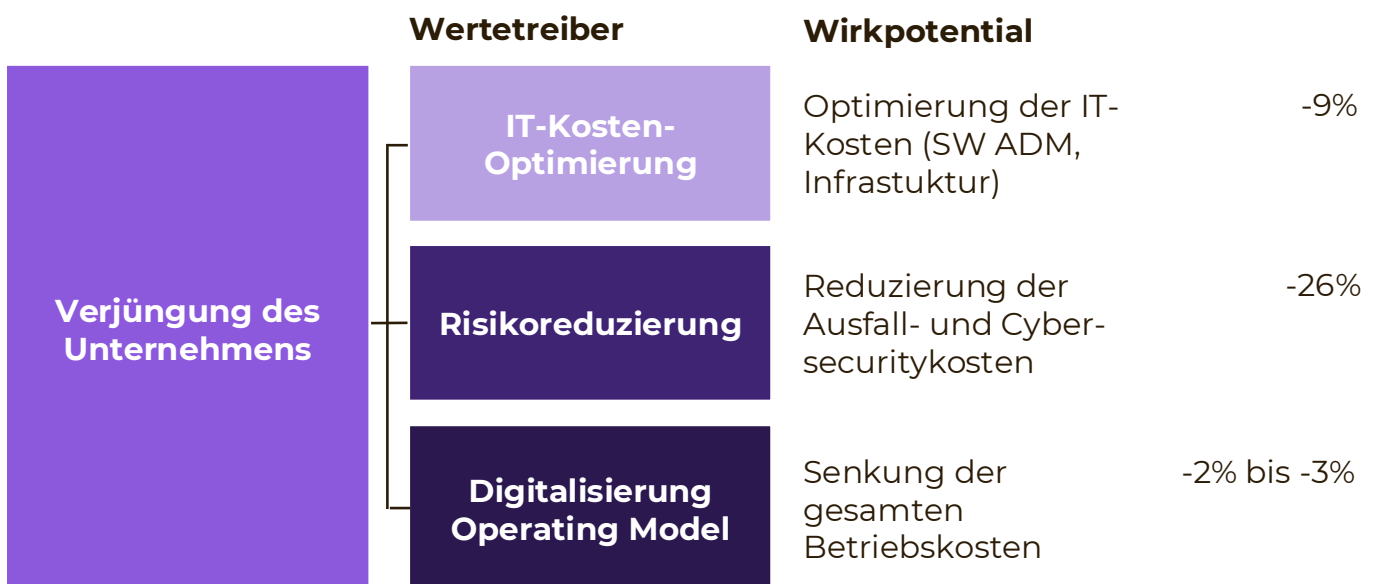 Wertetreiber
Wirkpotential
Verjüngung des
Unternehmens
IT-Kosten-
Optimierung
Optimierung der IT-
Kosten (SW ADM,
Infrastuktur)
-9%
Risikoreduzierung
Reduzierung der
Ausfall- und Cyber-
securitykosten
-26%
Digitalisierung
Operating Model
Senkung der
gesamten
Betriebskosten
-2% bis -3%